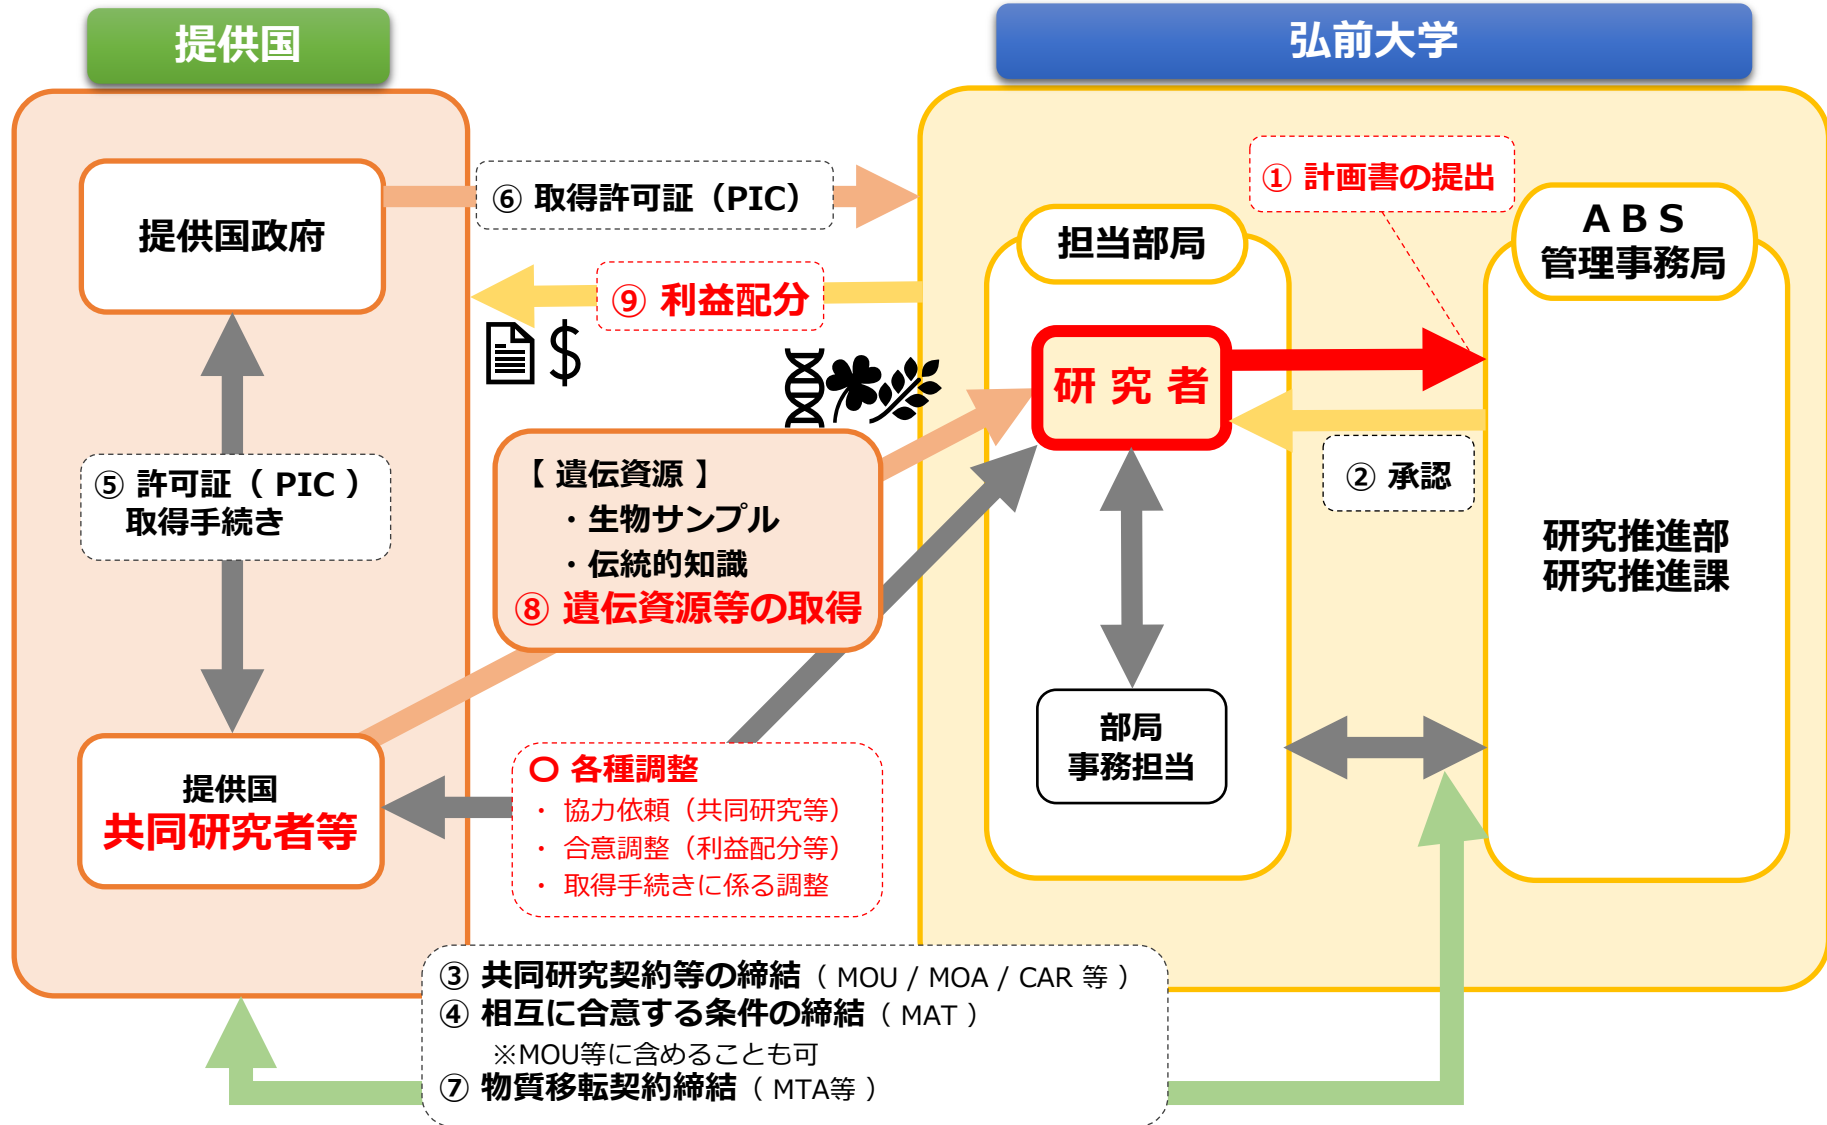 提供国
弘前大学
提供国政府
⑥ 取得許可証（PIC）
⑨ 利益配分
① 計画書の提出
担当部局
ＡＢＳ
管理事務局
研 究 者
② 承認
⑤ 許可証（ PIC ）
取得手続き
【 遺伝資源 】
・生物サンプル
・伝統的知識
⑧ 遺伝資源等の取得
研究推進部
研究推進課
部局
事務担当
提供国
共同研究者等
〇 各種調整
・ 協力依頼（共同研究等）
・ 合意調整（利益配分等）
・ 取得手続きに係る調整
③ 共同研究契約等の締結（ MOU / MOA / CAR 等 ）
④ 相互に合意する条件の締結（ MAT ）
※MOU等に含めることも可
⑦ 物質移転契約締結（ MTA等 ）